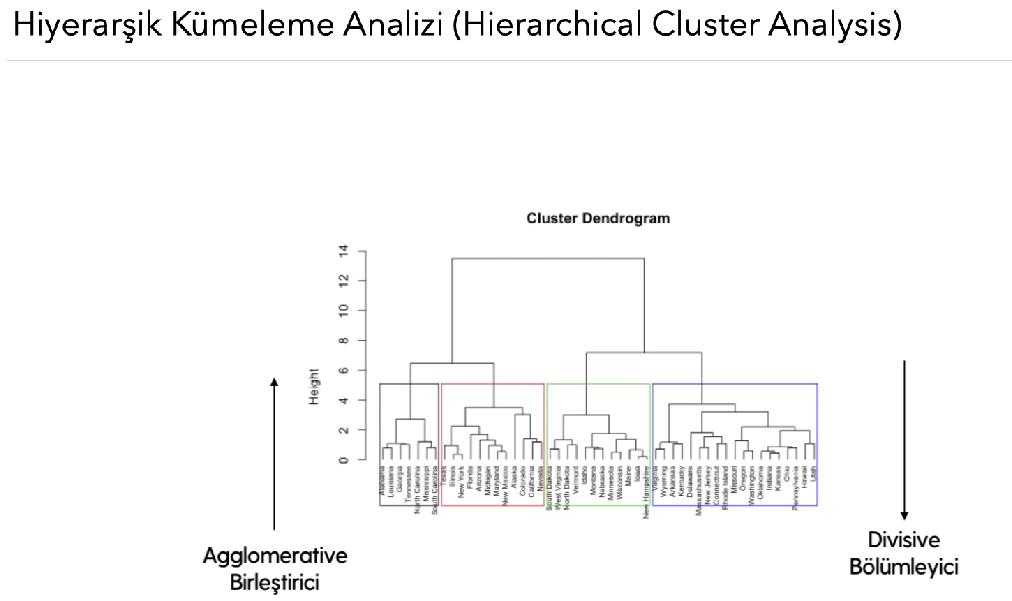 Hiyerarşik Kümeleme Analizi (Hierarchical Cluster Analysis)
Cluster Dendrogram
Height
14
12
10
8
6
4
2
0
Alabama
Louisiana
Georgia
Tennessee
North Carolina
Mississippi
South Carolina
Texas
Illinois
New York
Florida
Arizona
Michigan
Maryland
New Mexico
Alaska
Colorado
California
Nevada
South Dakota
West Virginia
North Dakota
Vermont
Idaho
Montana
Nebraska
Minnesota
Wisconsin
Maine
Iowa
New Hampshire
Virginia
Wyoming
Arkansas
Kentucky
Delaware
Massachusetts
New Jersey
Connecticut
Rhode Island
Missouri
Oregon
Washington
Oklahoma
Indiana
Kansas
Ohio
Pennsylvania
Hawaii
Utah
Agglomerative
Birleştirici
Divisive
Bölümleyici